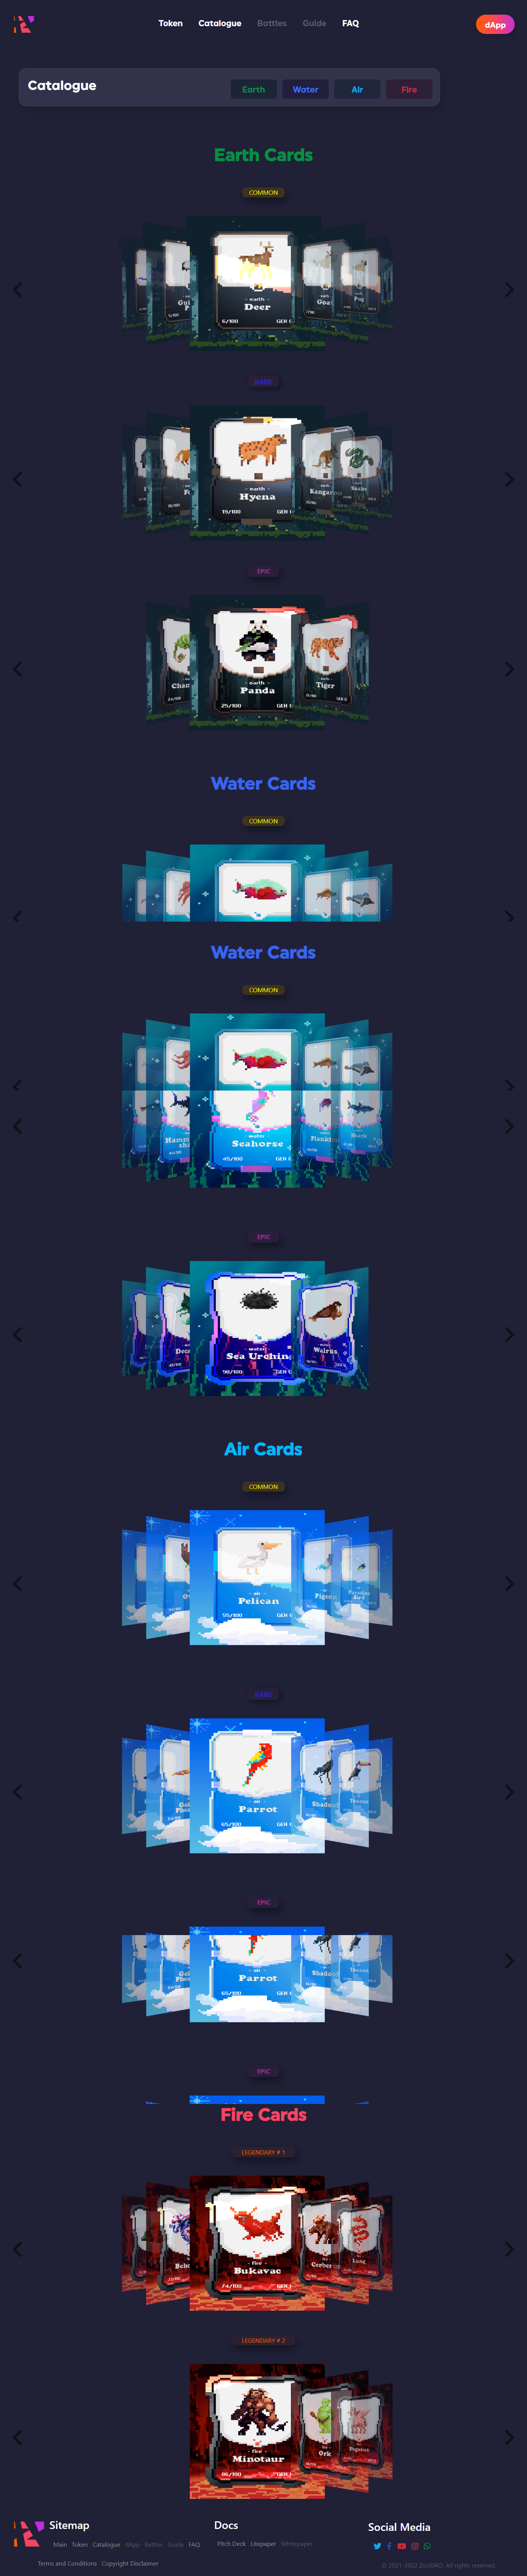 Token Catalogue Battles Guide FAQ dApp
Catalogue Earth Water Air Fire
Earth Cards
COMMON
- earth -
Deer
Goat
Pug
6/100 GEN
RARE
- earth -
Hyena
Kangaroo
Snake
19/100 GEN
EPIC
- earth -
Panda
Tiger
25/100 GEN
Water Cards
COMMON
Water Cards
COMMON
- water -
Seahorse
45/100 GEN
EPIC
- water -
Sea Urchin
Walrus
50/100 GEN
Air Cards
COMMON
- air -
Pelican
Pigeon
Paradise
Bird
55/100 GEN
RARE
- air -
Parrot
65/100 GEN
EPIC
- air -
Parrot
65/100 GEN
EPIC
Fire Cards
LEGENDARY # 1
- fire -
Bukavac
Cerberus
Lung
74/100 GEN
LEGENDARY # 2
- fire -
Minotaur
Ork
Pegasus
86/100 GEN
Sitemap Docs Social Media
Main Token Catalogue dApp Battles Guide FAQ Pitch Deck Litepaper Whitepaper
Terms and Conditions Copyright Disclaimer
© 2021-2022 ZooDAO. All rights reserved.